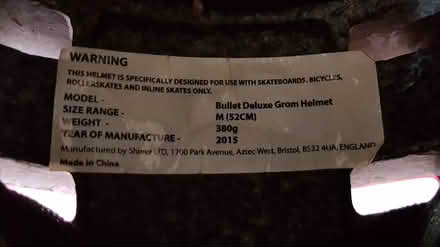 WARNING
THIS HELMET IS SPECIFICALLY DESIGNED FOR USE WITH SKATEBOARDS, BICYCLES,
ROLLERSKATES AND INLINE SKATES ONLY.
MODEL - Bullet Deluxe Grom Helmet
SIZE RANGE - M (52CM)
WEIGHT - 380g
YEAR OF MANUFACTURE - 2015
Manufactured by Shiner LTD, 1700 Park Avenue, Aztec West, Bristol, BS32 4UA, ENGLAND
Made in China